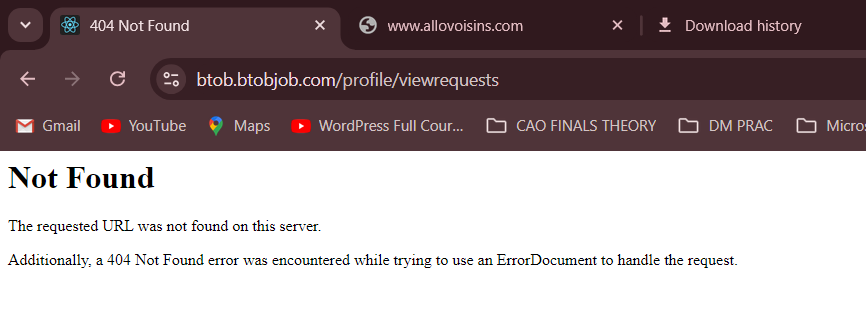 404 Not Found
www.allovoisins.com
Download history
btob.btobjob.com/profile/viewrequests
Gmail
YouTube
Maps
WordPress Full Cour...
CAO FINALS THEORY
DM PRAC
Micro
Not Found
The requested URL was not found on this server.
Additionally, a 404 Not Found error was encountered while trying to use an ErrorDocument to handle the request.